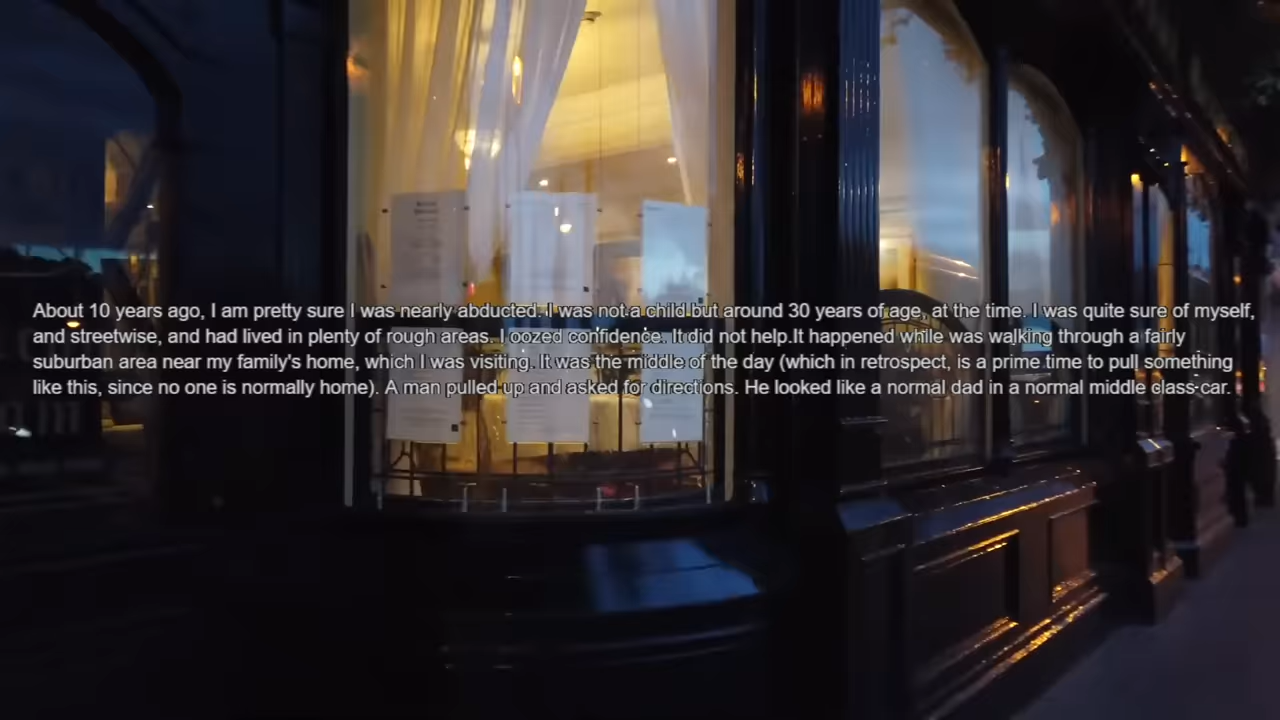 About 10 years ago, I am pretty sure I was nearly abducted. I was not a child but around 30 years of age, at the time. I was quite sure of myself,
and streetwise, and had lived in plenty of rough areas. I oozed confidence. It did not help.It happened while was walking through a fairly
suburban area near my family's home, which I was visiting. It was the middle of the day (which in retrospect, is a prime time to pull something
like this, since no one is normally home). A man pulled up and asked for directions. He looked like a normal dad in a normal middle class car.